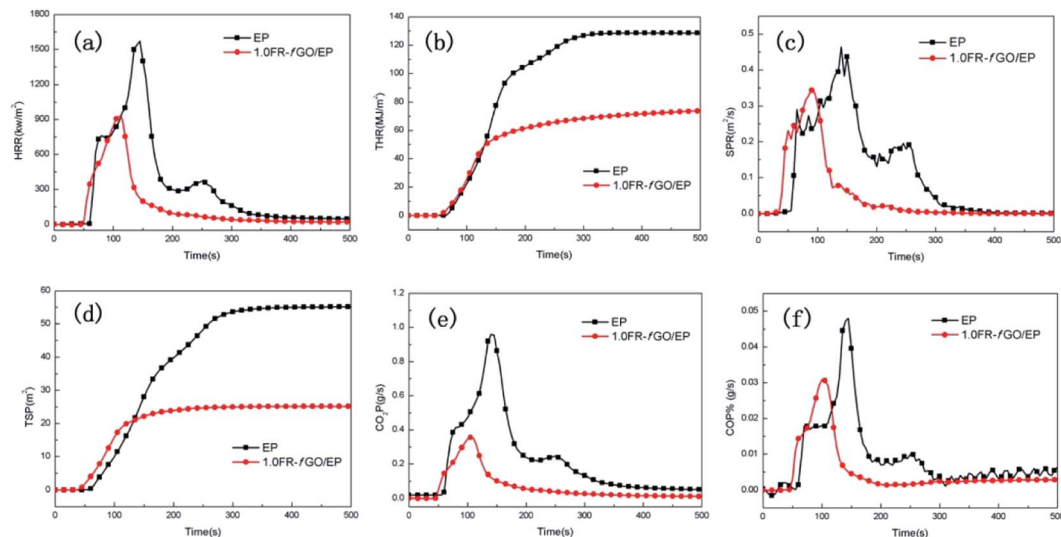 (a)
EP
1.0FR-fGO/EP
HRR(kw/m²)
1800
1500
1200
900
600
300
0
0 100 200 300 400 500
Time(s)
(b)
EP
1.0FR-fGO/EP
THR(MJ/m²)
140
130
120
110
100
90
80
70
60
50
40
30
20
10
0
0 100 200 300 400 500
Time(s)
(c)
EP
1.0FR-fGO/EP
SPR(m²/s)
0.5
0.4
0.3
0.2
0.1
0.0
0 100 200 300 400 500
Time(s)
(d)
EP
1.0FR-fGO/EP
TSP(m²)
60
50
40
30
20
10
0
0 100 200 300 400 500
Time(s)
(e)
EP
1.0FR-fGO/EP
CO₂P(g/s)
1.2
1.0
0.8
0.6
0.4
0.2
0.0
0 100 200 300 400 500
Time(s)
(f)
EP
1.0FR-fGO/EP
COP% (g/s)
0.05
0.04
0.03
0.02
0.01
0.00
0 100 200 300 400 500
Time(s)